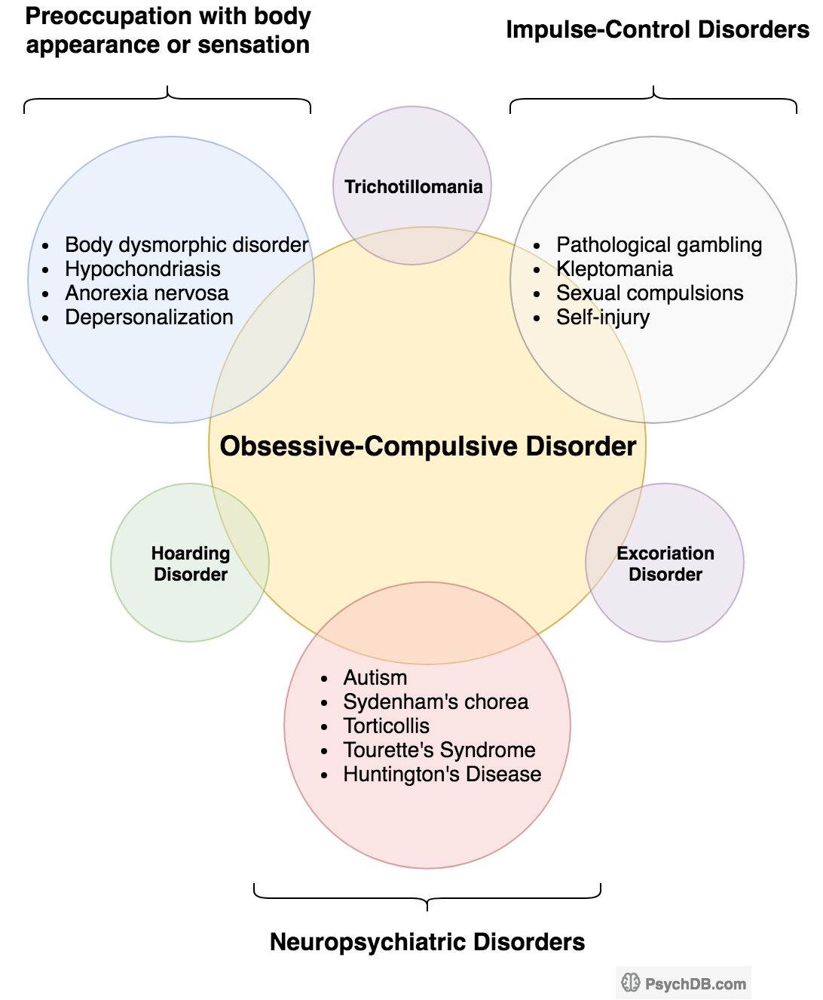 Preoccupation with body
appearance or sensation
Impulse-Control Disorders
Trichotillomania
• Body dysmorphic disorder
• Hypochondriasis
• Anorexia nervosa
• Depersonalization
• Pathological gambling
• Kleptomania
• Sexual compulsions
• Self-injury
Obsessive-Compulsive Disorder
Hoarding
Disorder
Excoriation
Disorder
• Autism
• Sydenham's chorea
• Torticollis
• Tourette's Syndrome
• Huntington's Disease
Neuropsychiatric Disorders
PsychDB.com